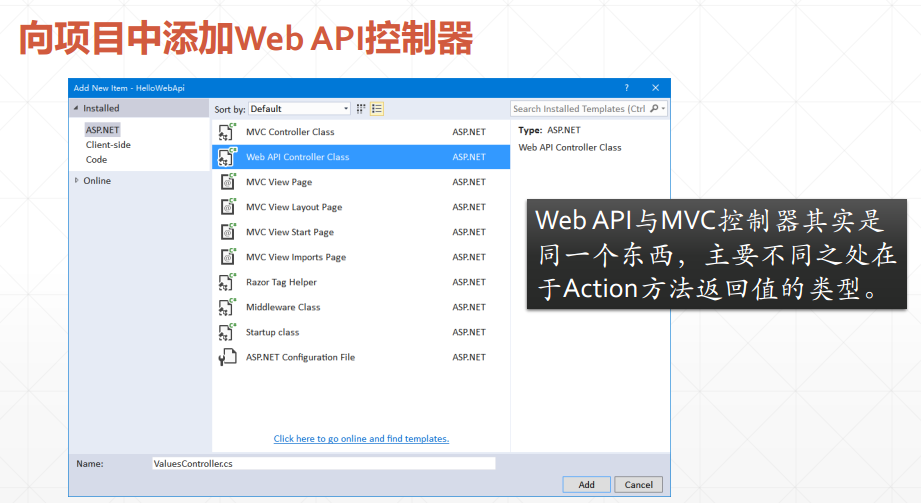 向项目中添加Web API控制器
Add New Item - HelloWebApi
Installed
Sort by: Default
Search Installed Templates (Ctrl
ASP.NET
Client-side
Code
Online
MVC Controller Class ASP.NET
Web API Controller Class ASP.NET
MVC View Page ASP.NET
MVC View Layout Page ASP.NET
MVC View Start Page ASP.NET
MVC View Imports Page ASP.NET
Razor Tag Helper ASP.NET
Middleware Class ASP.NET
Startup class ASP.NET
ASP.NET Configuration File ASP.NET
Click here to go online and find templates.
Type: ASP.NET
Web API Controller Class
Web API与MVC控制器其实是
同一个东西，主要不同之处在
于Action方法返回值的类型。
Name: ValuesController.cs
Add Cancel